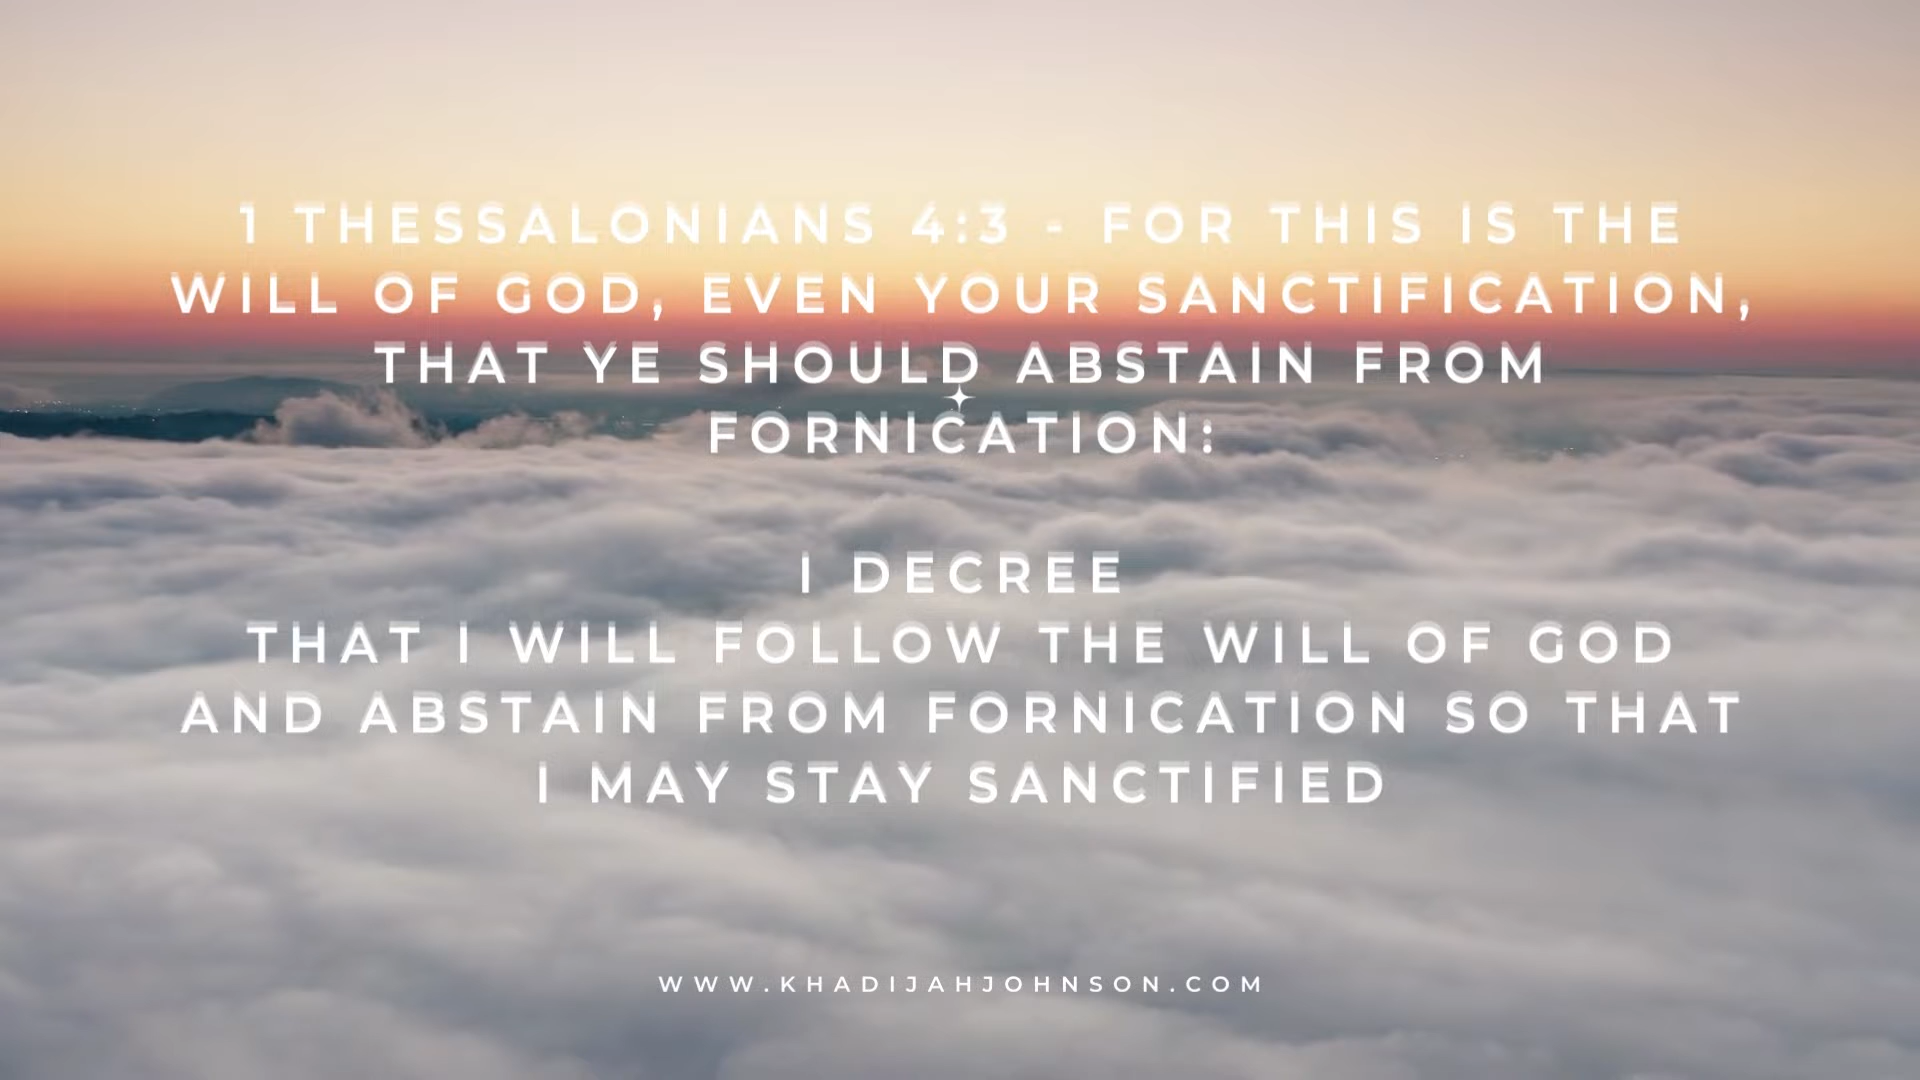 1 THESSALONIANS 4:3 - FOR THIS IS THE
WILL OF GOD, EVEN YOUR SANCTIFICATION,
THAT YE SHOULD ABSTAIN FROM
FORNICATION:
I DECREE
THAT I WILL FOLLOW THE WILL OF GOD
AND ABSTAIN FROM FORNICATION SO THAT
I MAY STAY SANCTIFIED
WWW.KHADIJAHJOHNSON.COM